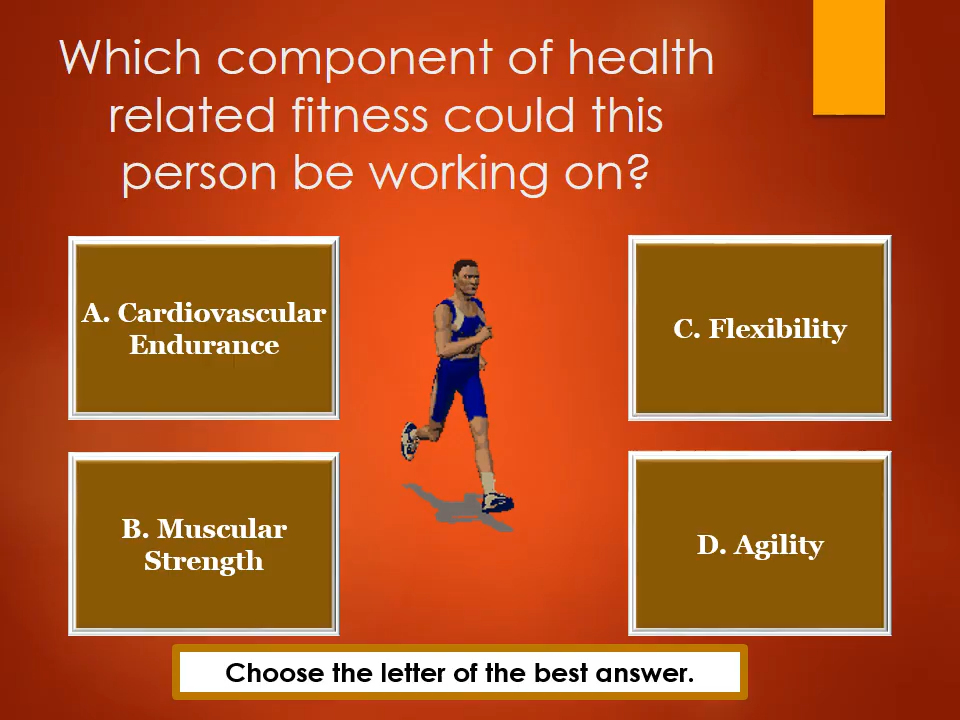 Which component of health
related fitness could this
person be working on?
A. Cardiovascular
Endurance
C. Flexibility
B. Muscular
Strength
D. Agility
Choose the letter of the best answer.